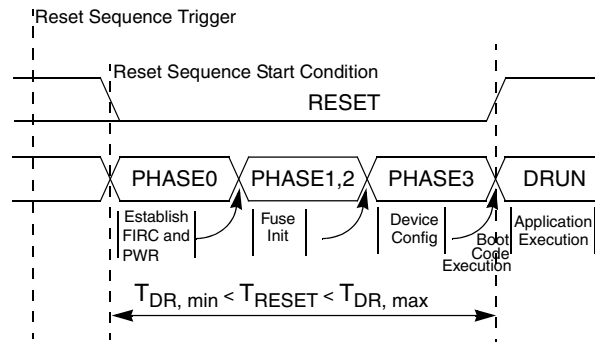 Reset Sequence Trigger
Reset Sequence Start Condition
RESET
PHASE0
PHASE1,2
PHASE3
DRUN
Establish
FIRC and
PWR
Fuse
Init
Device
Config
Boot
Code
Execution
Application
Execution
TDR, min < TRESET < TDR, max